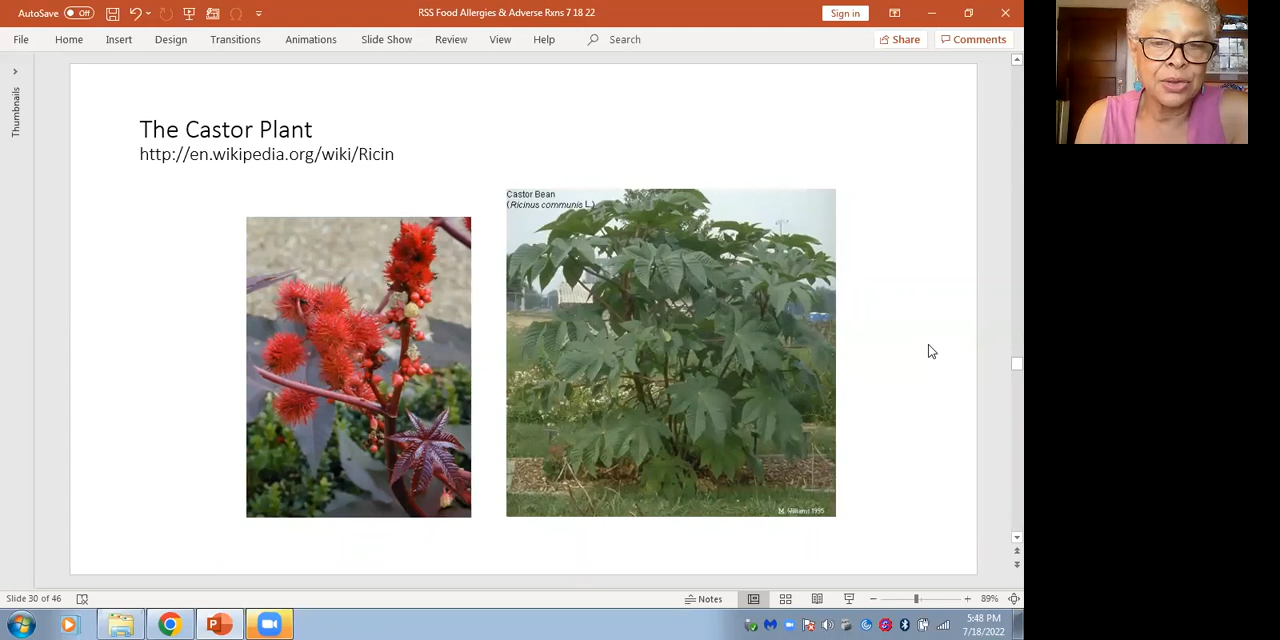 AutoSave Off
RSS Food Allergies & Adverse Rxns 7 18 22
Sign in
File Home Insert Design Transitions Animations Slide Show Review View Help Search
Share Comments
Thumbnails
The Castor Plant
http://en.wikipedia.org/wiki/Ricin
Castor Bean
(Ricinus communis L.)
M. Williams 1995
Slide 30 of 46
Notes
89%
5:48 PM
7/18/2022